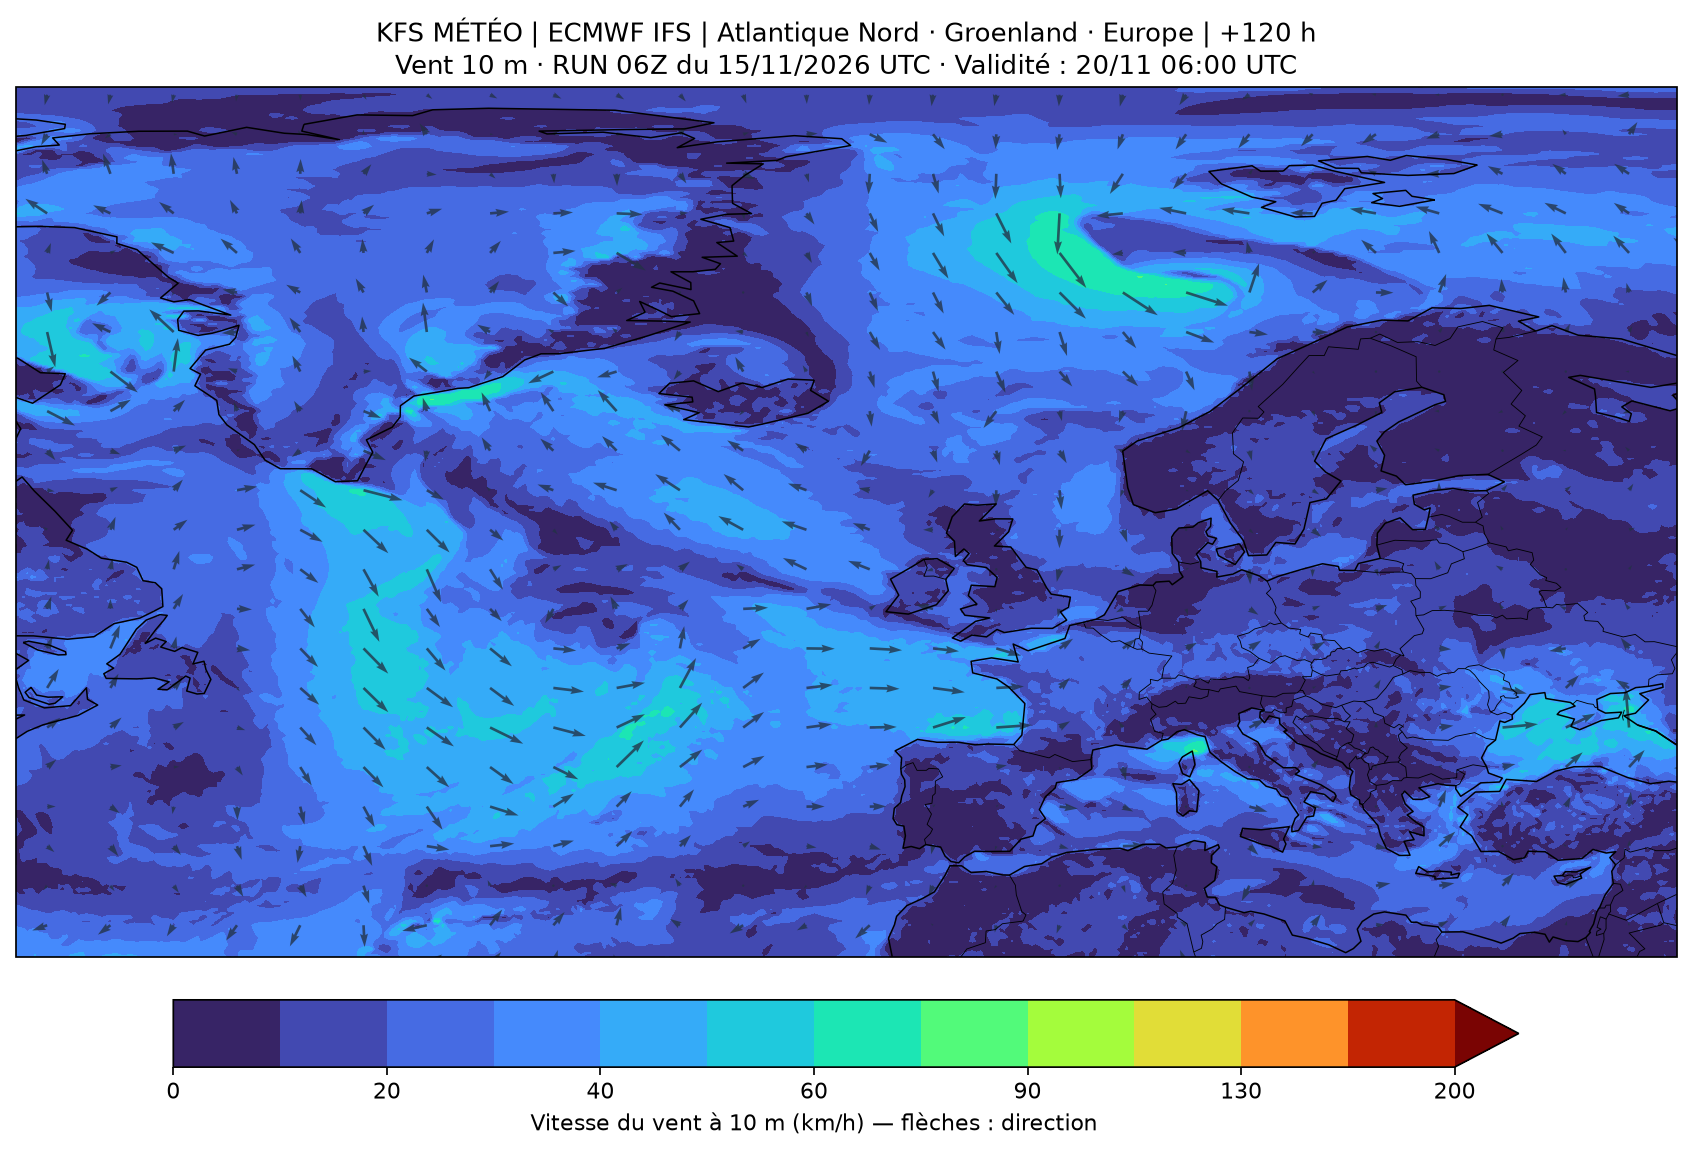 KFS MÉTÉO | ECMWF IFS | Atlantique Nord · Groenland · Europe | +120 h
Vent 10 m · RUN 06Z du 15/11/2026 UTC · Validité : 20/11 06:00 UTC
0 20 40 60 90 130 200
Vitesse du vent à 10 m (km/h) — flèches : direction